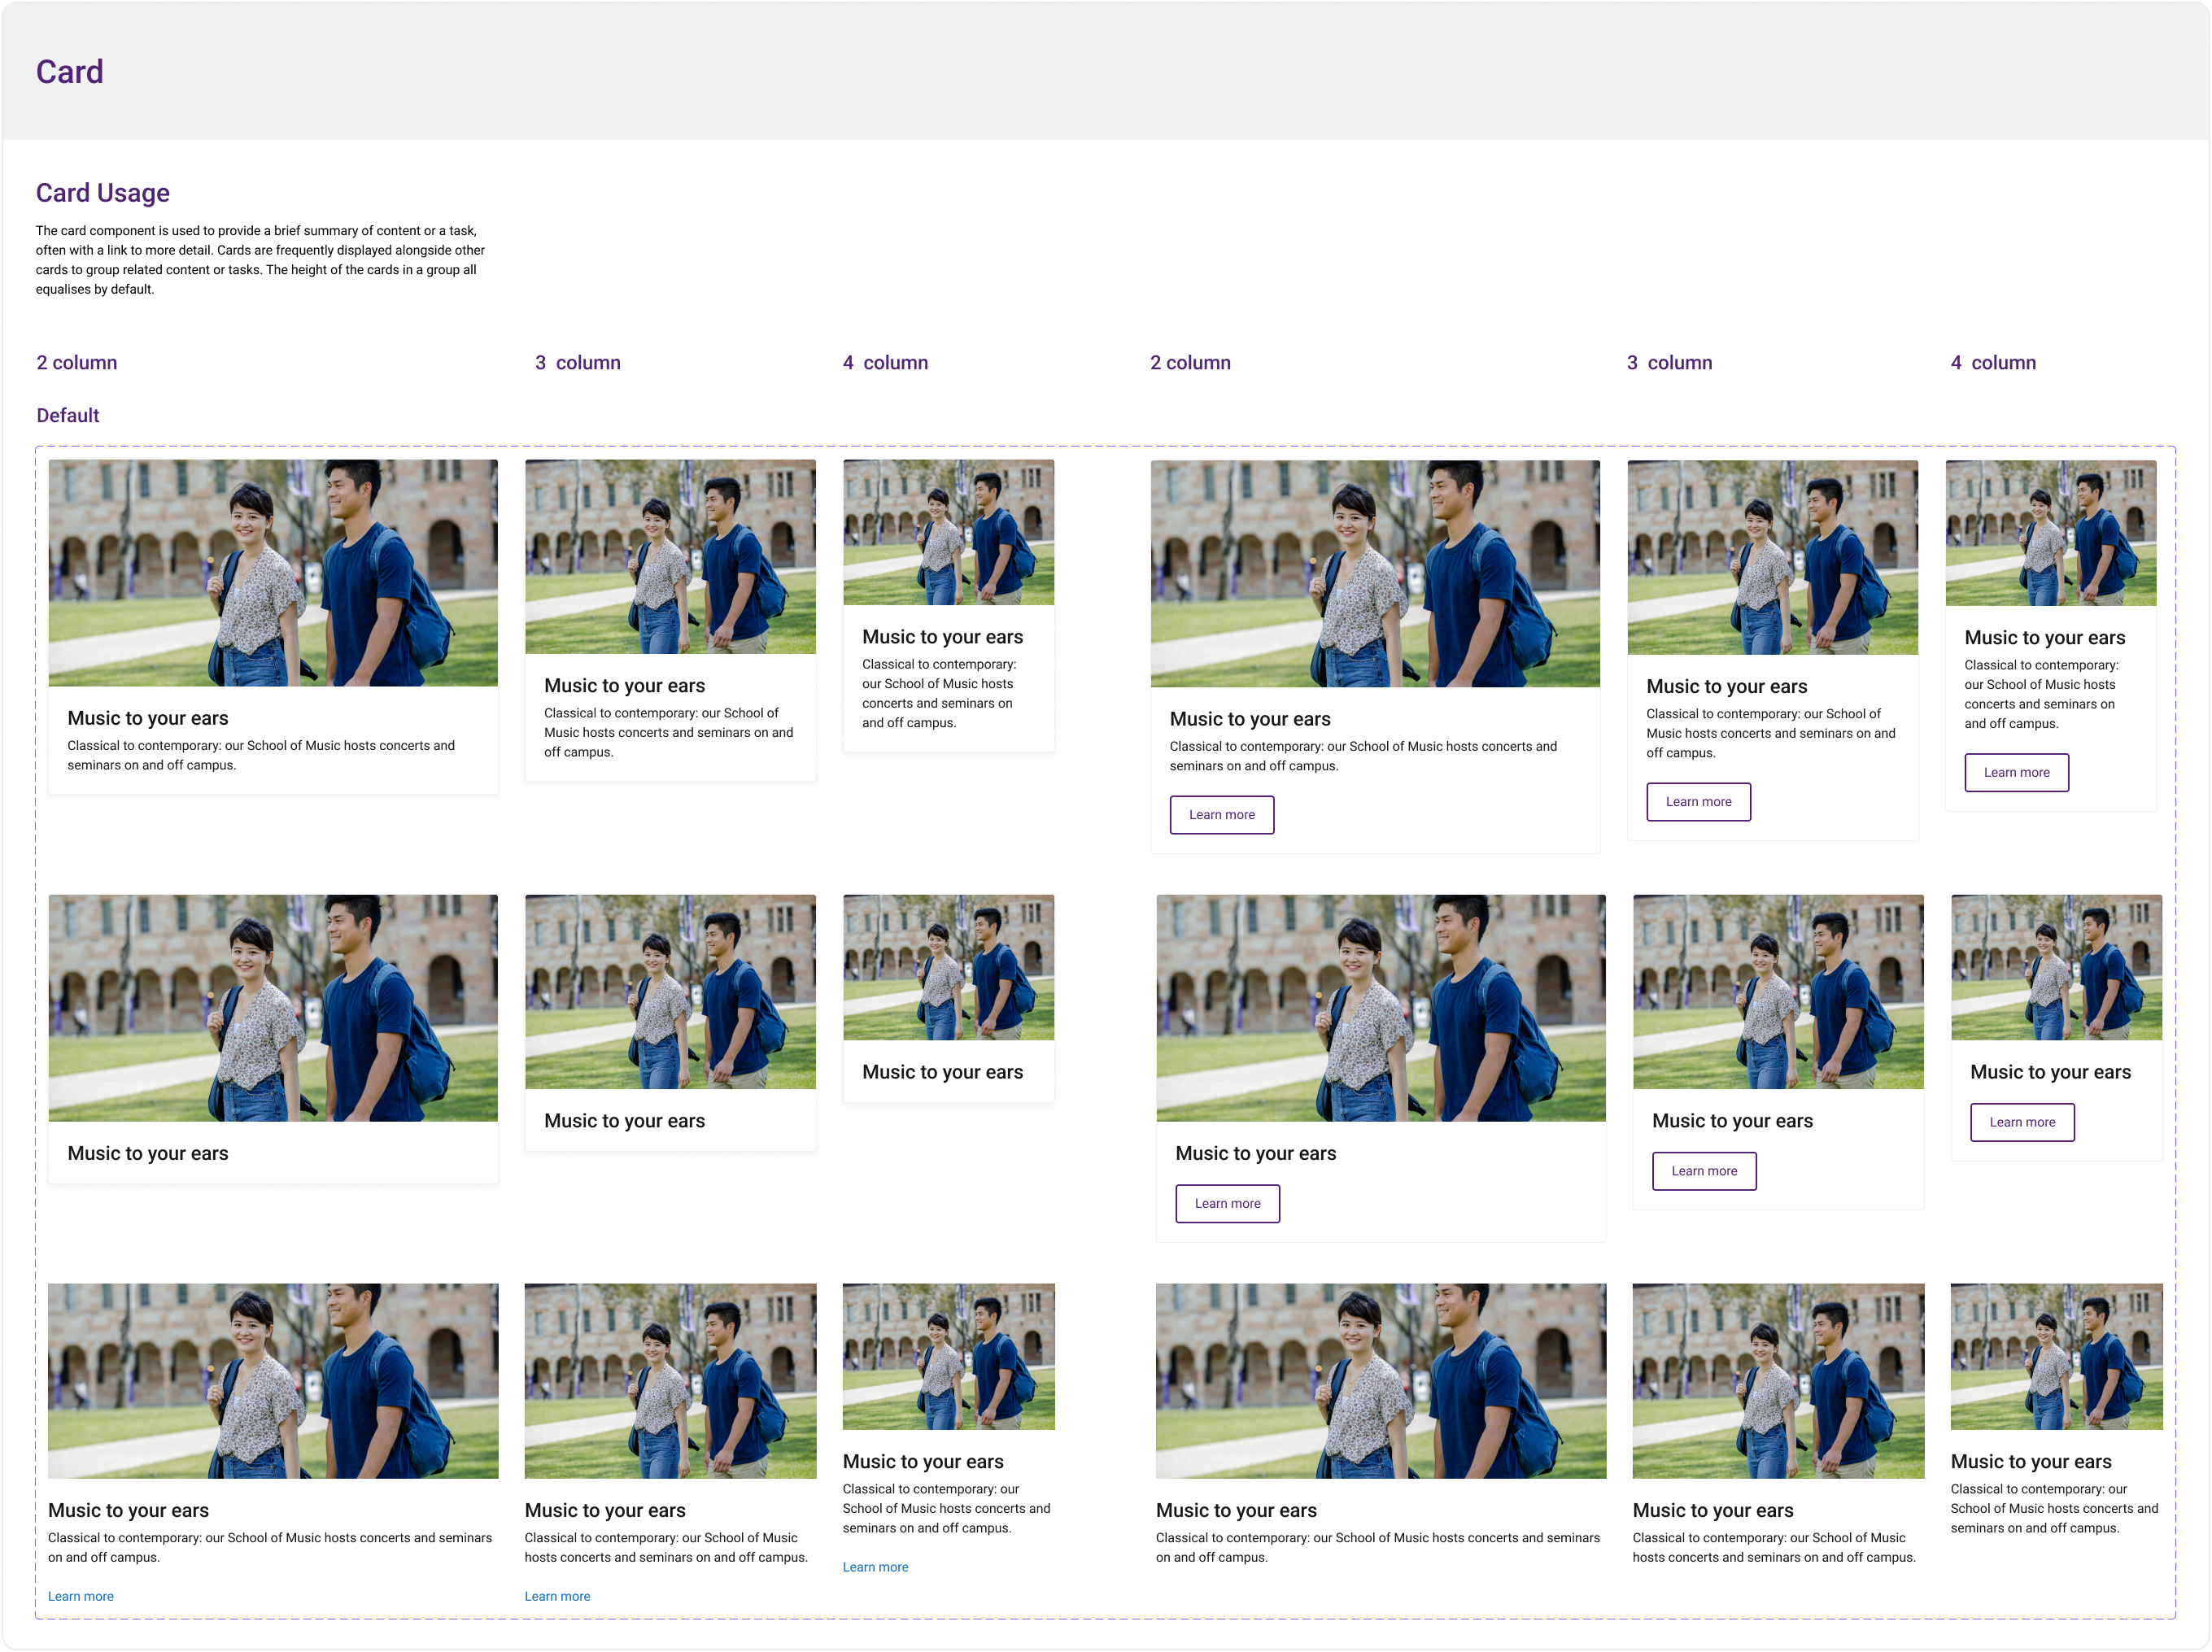 Card
Card Usage
The card component is used to provide a brief summary of content or a task,
often with a link to more detail. Cards are frequently displayed alongside other
cards to group related content or tasks. The height of the cards in a group all
equalises by default.
2 column
3 column
4 column
2 column
3 column
4 column
Default
Music to your ears
Classical to contemporary: our School of Music hosts concerts and
seminars on and off campus.
Music to your ears
Classical to contemporary: our School of
Music hosts concerts and seminars on and
off campus.
Music to your ears
Classical to contemporary:
our School of Music hosts
concerts and seminars on
and off campus.
Music to your ears
Classical to contemporary: our School of Music hosts concerts and
seminars on and off campus.
Learn more
Music to your ears
Classical to contemporary: our School of
Music hosts concerts and seminars on and
off campus.
Learn more
Music to your ears
Classical to contemporary:
our School of Music hosts
concerts and seminars on
and off campus.
Learn more
Music to your ears
Music to your ears
Music to your ears
Music to your ears
Learn more
Music to your ears
Learn more
Music to your ears
Learn more
Music to your ears
Classical to contemporary: our School of Music hosts concerts and seminars
on and off campus.
Learn more
Music to your ears
Classical to contemporary: our School of Music
hosts concerts and seminars on and off campus.
Learn more
Music to your ears
Classical to contemporary: our
School of Music hosts concerts and
seminars on and off campus.
Learn more
Music to your ears
Classical to contemporary: our School of Music hosts concerts and seminars
on and off campus.
Music to your ears
Classical to contemporary: our School of Music
hosts concerts and seminars on and off campus.
Music to your ears
Classical to contemporary: our
School of Music hosts concerts and
seminars on and off campus.